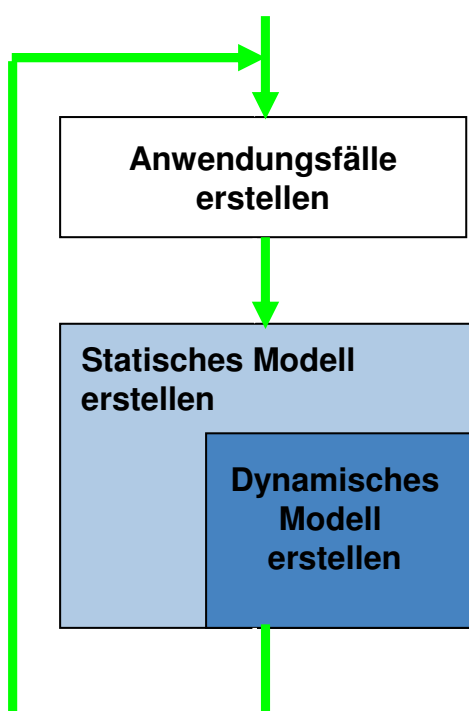 Anwendungsfälle
erstellen
Statisches Modell
erstellen
Dynamisches
Modell
erstellen